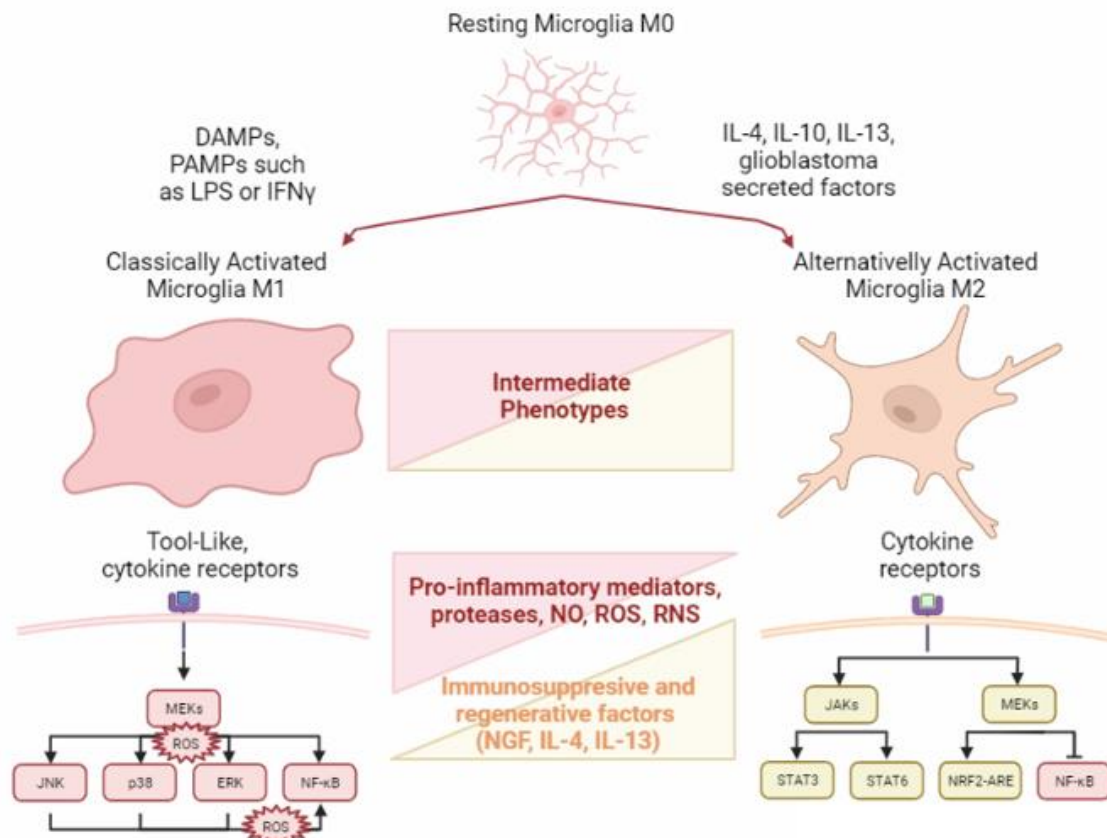 Resting Microglia M0
DAMPs,
PAMPs such
as LPS or IFNγ
IL-4, IL-10, IL-13,
glioblastoma
secreted factors
Classically Activated
Microglia M1
Alternativelly Activated
Microglia M2
Intermediate
Phenotypes
Tool-Like,
cytokine receptors
Pro-inflammatory mediators,
proteases, NO, ROS, RNS
Immunosuppresive and
regenerative factors
(NGF, IL-4, IL-13)
Cytokine
receptors
MEKs
ROS
JNK
p38
ERK
NF-κB
ROS
JAKs
MEKs
STAT3
STAT6
NRF2-ARE
NF-κB